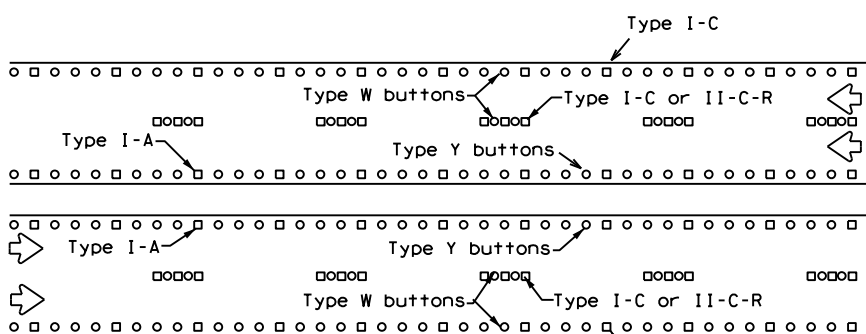 Type I-C
Type W buttons
Type I-C or II-C-R
Type I-A
Type Y buttons
Type I-A
Type Y buttons
Type W buttons
Type I-C or II-C-R